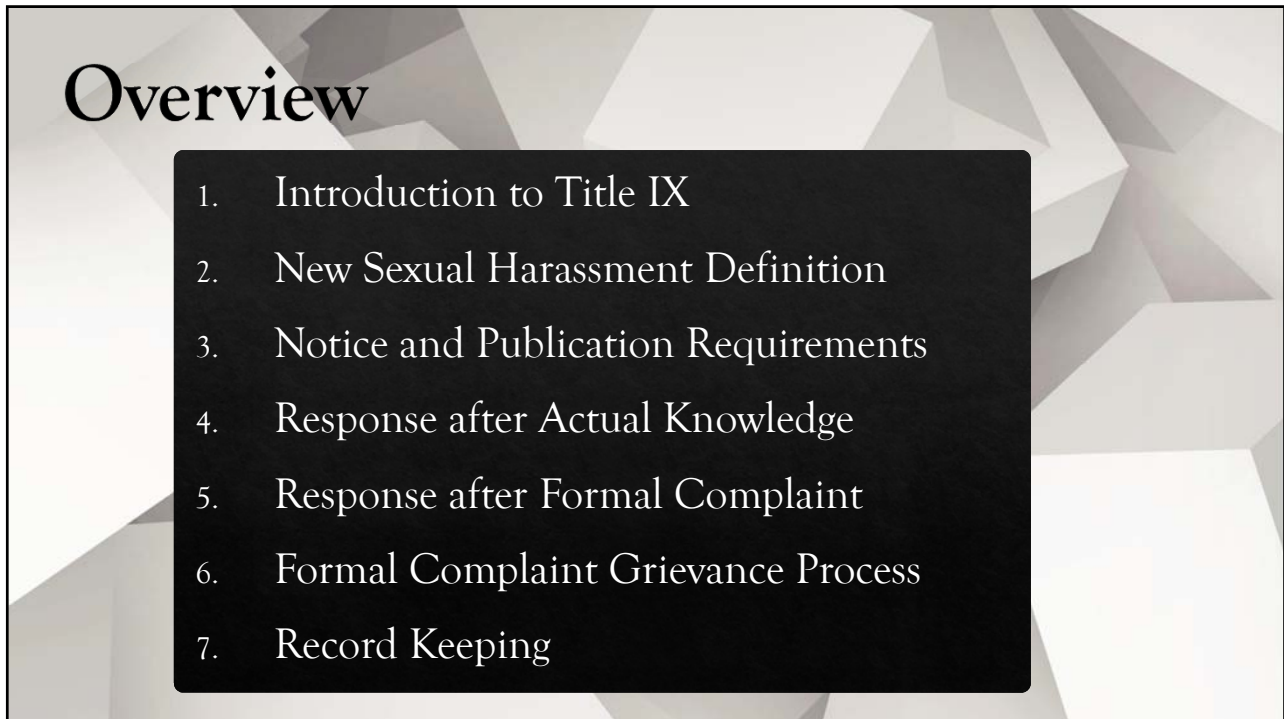 Overview
1. Introduction to Title IX
2. New Sexual Harassment Definition
3. Notice and Publication Requirements
4. Response after Actual Knowledge
5. Response after Formal Complaint
6. Formal Complaint Grievance Process
7. Record Keeping